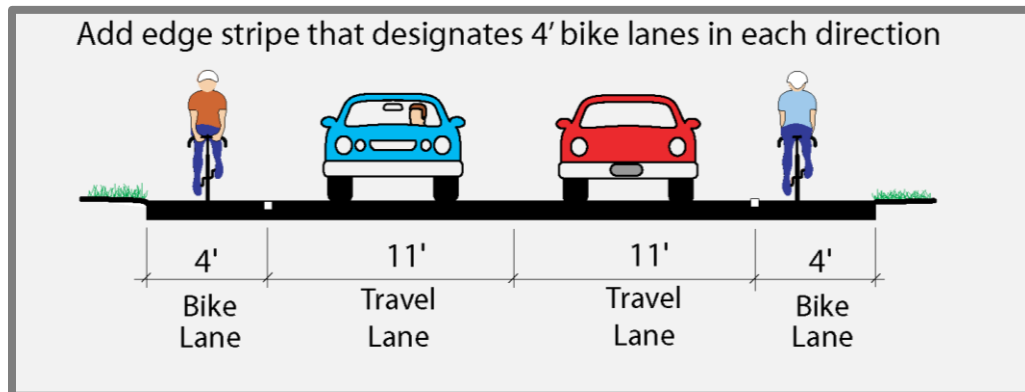 Add edge stripe that designates 4' bike lanes in each direction
4' 11' 11' 4'
Bike Lane
Travel Lane
Travel Lane
Bike Lane